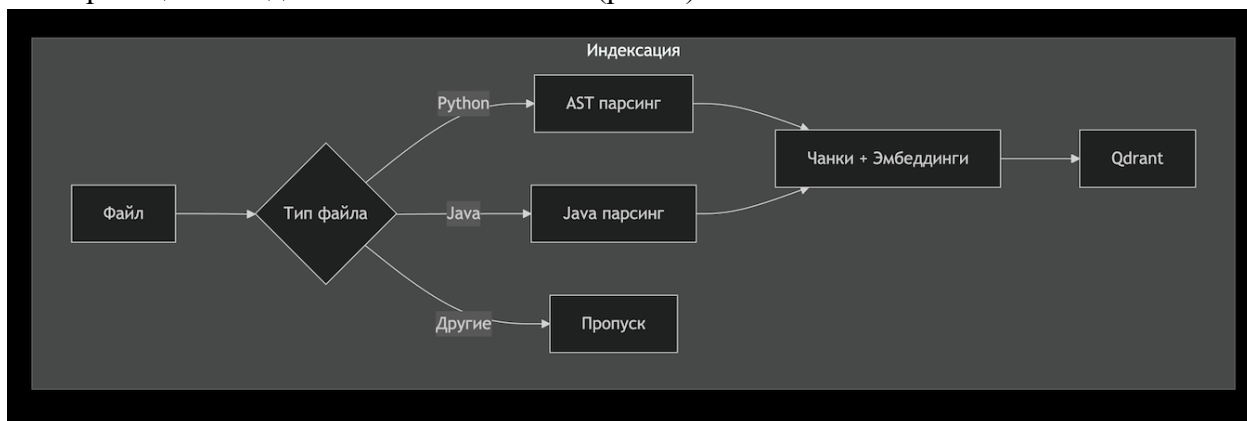 Индексация
Python
AST парсинг
Чанки + Эмбеддинги
Qdrant
Файл
Тип файла
Java
Java парсинг
Другие
Пропуск